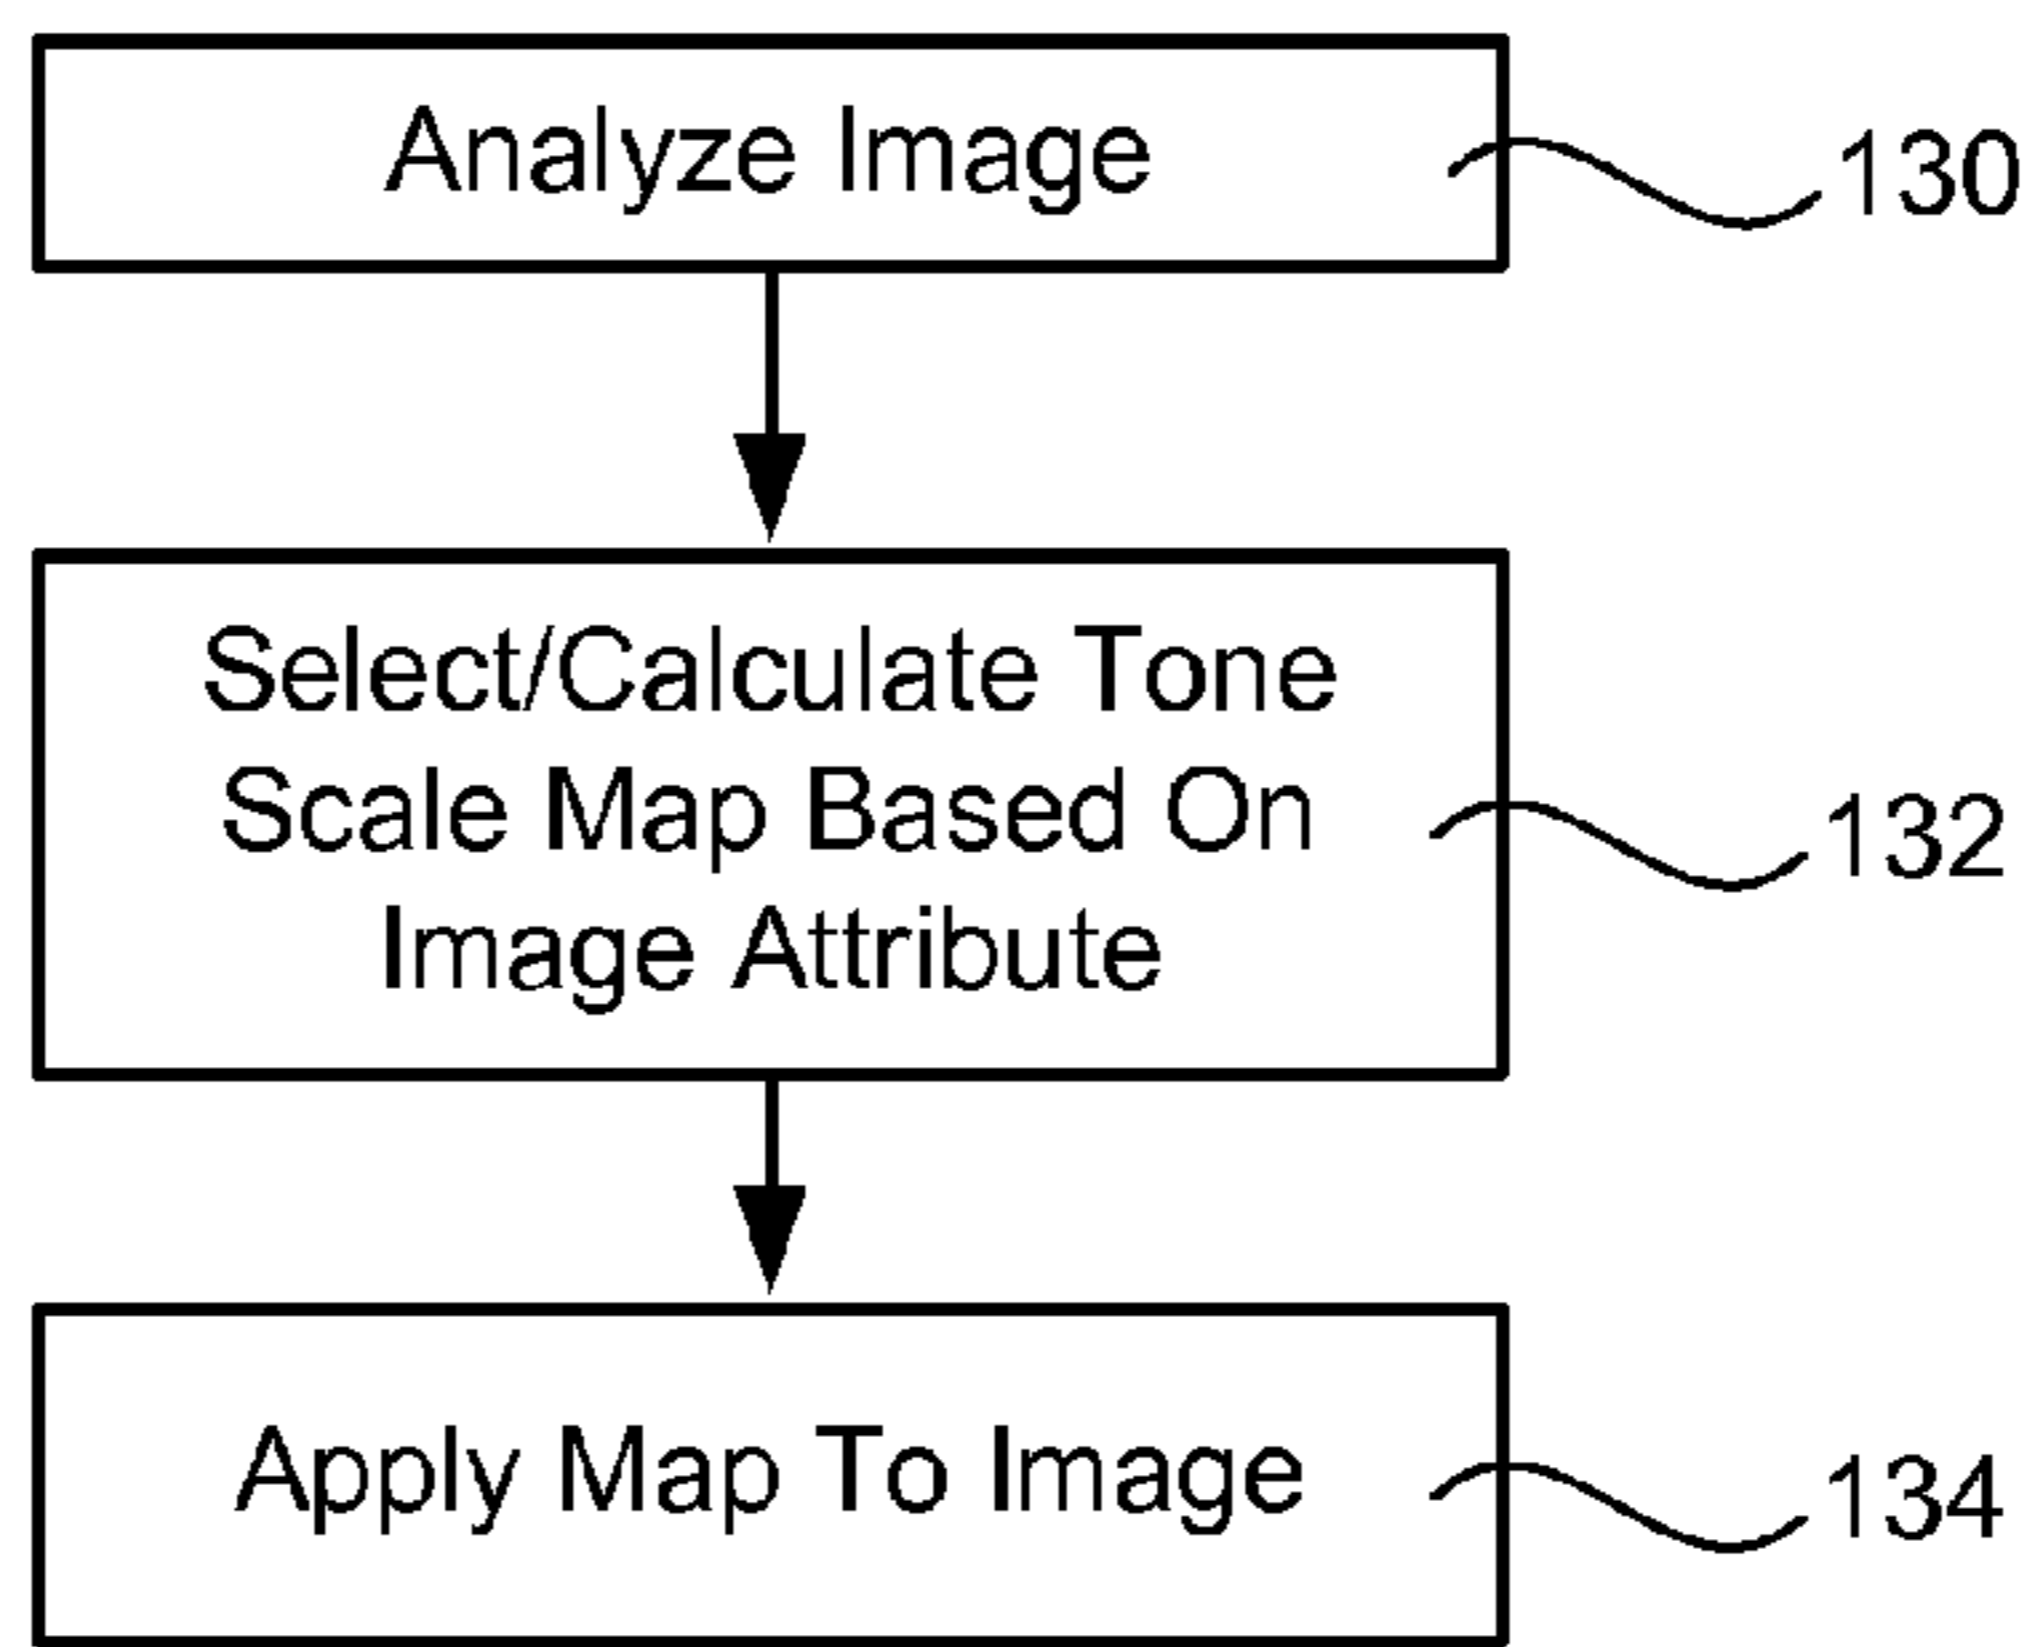 Analyze Image
130
Select/Calculate Tone
Scale Map Based On
Image Attribute
132
Apply Map To Image
134